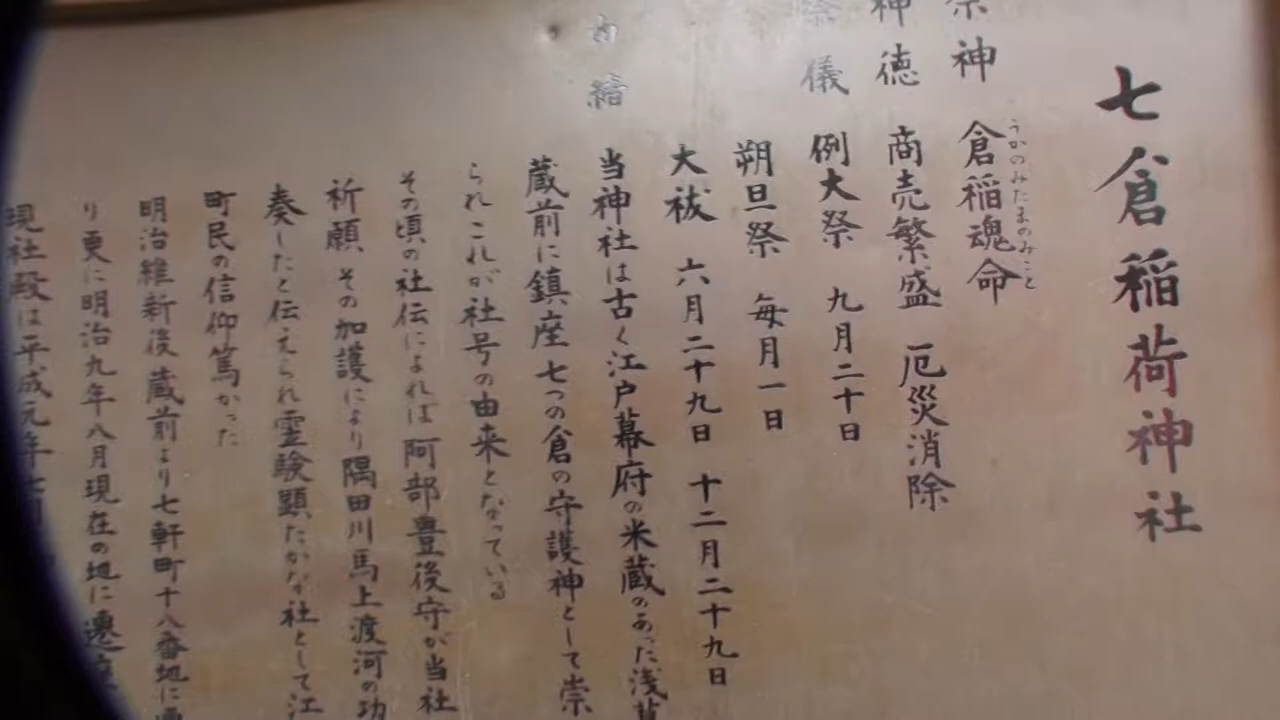 七倉稲荷神社
祭神 倉稲魂命
うかのみたまのみこと
神徳 商売繁盛 厄災消除
祭儀 例大祭 九月二十日
朔旦祭 毎月一日
大祓 六月二十九日 十二月二十九日
由緒 当神社は古く江戸幕府の米蔵のあった浅草
蔵前に鎮座 七つの倉の守護神として崇
られこれが社号の由来となっている
その頃の社伝によれば 阿部豊後守が当社
祈願 その加護により隅田川馬上渡河の功
奏したと伝えられ霊験顕たかな社として江
町民の信仰篤かった
明治維新後蔵前より七軒町十八番地に
り更に明治九年八月現在の地に遷座
現社殿は平成元年七月